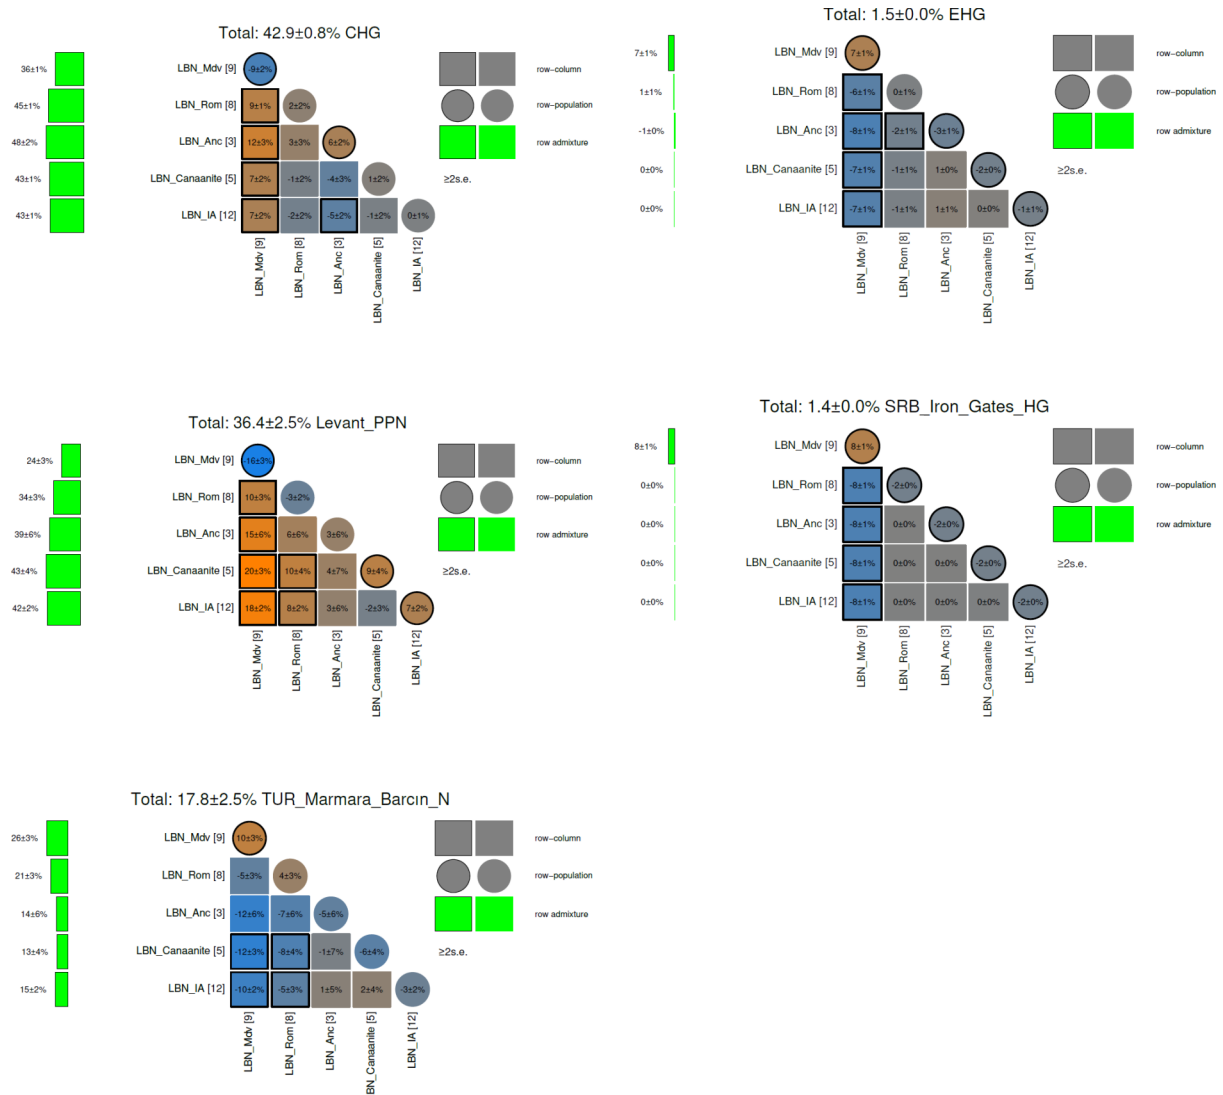 Total: 42.9±0.8% CHG
36±1% LBN_Mdv [9] -9±2% row−column
45±1% LBN_Rom [8] 9±1% 2±2% row−population
48±2% LBN_Anc [3] 12±3% 3±3% 6±2% row admixture
43±1% LBN_Canaanite [5] 7±2% -1±2% -4±3% 1±2% ≥2s.e.
43±1% LBN_IA [12] 7±2% -2±2% -5±2% -1±2% 0±1%
LBN_Mdv [9] LBN_Rom [8] LBN_Anc [3] LBN_Canaanite [5] LBN_IA [12]
Total: 1.5±0.0% EHG
7±1% LBN_Mdv [9] 7±1% row−column
1±1% LBN_Rom [8] -6±1% 0±1% row−population
-1±0% LBN_Anc [3] -8±1% -2±1% -3±1% row admixture
0±0% LBN_Canaanite [5] -7±1% -1±1% 1±0% -2±0% ≥2s.e.
0±0% LBN_IA [12] -7±1% -1±1% 1±1% 0±0% -1±1%
LBN_Mdv [9] LBN_Rom [8] LBN_Anc [3] LBN_Canaanite [5] LBN_IA [12]
Total: 36.4±2.5% Levant_PPN
24±3% LBN_Mdv [9] -16±3% row−column
34±3% LBN_Rom [8] 10±3% -3±2% row−population
39±6% LBN_Anc [3] 15±6% 6±6% 3±6% row admixture
43±4% LBN_Canaanite [5] 20±3% 10±4% 4±7% 9±4% ≥2s.e.
42±2% LBN_IA [12] 18±2% 8±2% 3±6% -2±3% 7±2%
LBN_Mdv [9] LBN_Rom [8] LBN_Anc [3] LBN_Canaanite [5] LBN_IA [12]
Total: 1.4±0.0% SRB_Iron_Gates_HG
8±1% LBN_Mdv [9] 8±1% row−column
0±0% LBN_Rom [8] -8±1% -2±0% row−population
0±0% LBN_Anc [3] -8±1% 0±0% -2±0% row admixture
0±0% LBN_Canaanite [5] -8±1% 0±0% 0±0% -2±0% ≥2s.e.
0±0% LBN_IA [12] -8±1% 0±0% 0±0% 0±0% -2±0%
LBN_Mdv [9] LBN_Rom [8] LBN_Anc [3] LBN_Canaanite [5] LBN_IA [12]
Total: 17.8±2.5% TUR_Marmara_Barcın_N
26±3% LBN_Mdv [9] 10±3% row−column
21±3% LBN_Rom [8] -5±3% 4±3% row−population
14±6% LBN_Anc [3] -12±6% -7±6% -5±6% row admixture
13±4% LBN_Canaanite [5] -12±3% -8±4% -1±7% -6±4% ≥2s.e.
15±2% LBN_IA [12] -10±2% -5±3% 1±5% 2±4% -3±2%
LBN_Mdv [9] LBN_Rom [8] LBN_Anc [3] BN_Canaanite [5] LBN_IA [12]